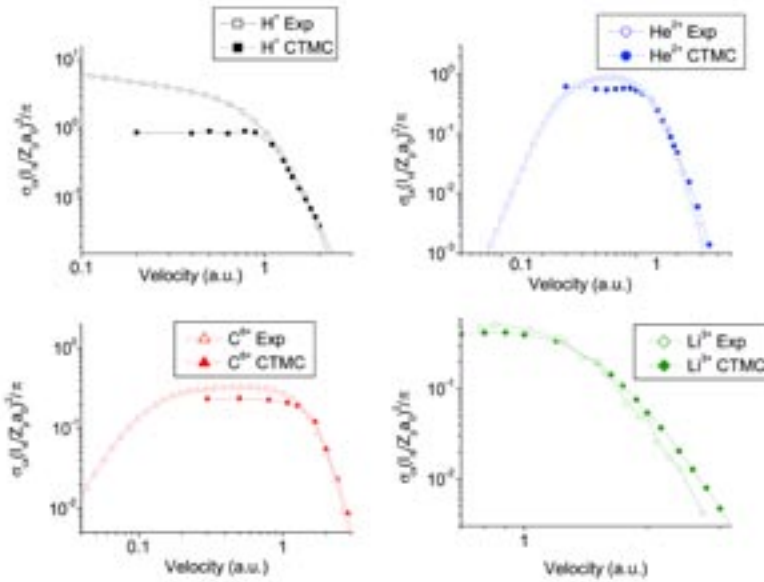 H⁺ Exp
H⁺ CTMC
10¹
10⁰
10⁻¹
0.1
1
Velocity (a.u.)
He²⁺ Exp
He²⁺ CTMC
10⁰
10⁻¹
10⁻²
10⁻³
0.1
1
Velocity (a.u.)
C⁶⁺ Exp
C⁶⁺ CTMC
10⁰
10⁻¹
10⁻²
0.1
1
Velocity (a.u.)
Li³⁺ Exp
Li³⁺ CTMC
10⁻¹
10⁻²
1
Velocity (a.u.)